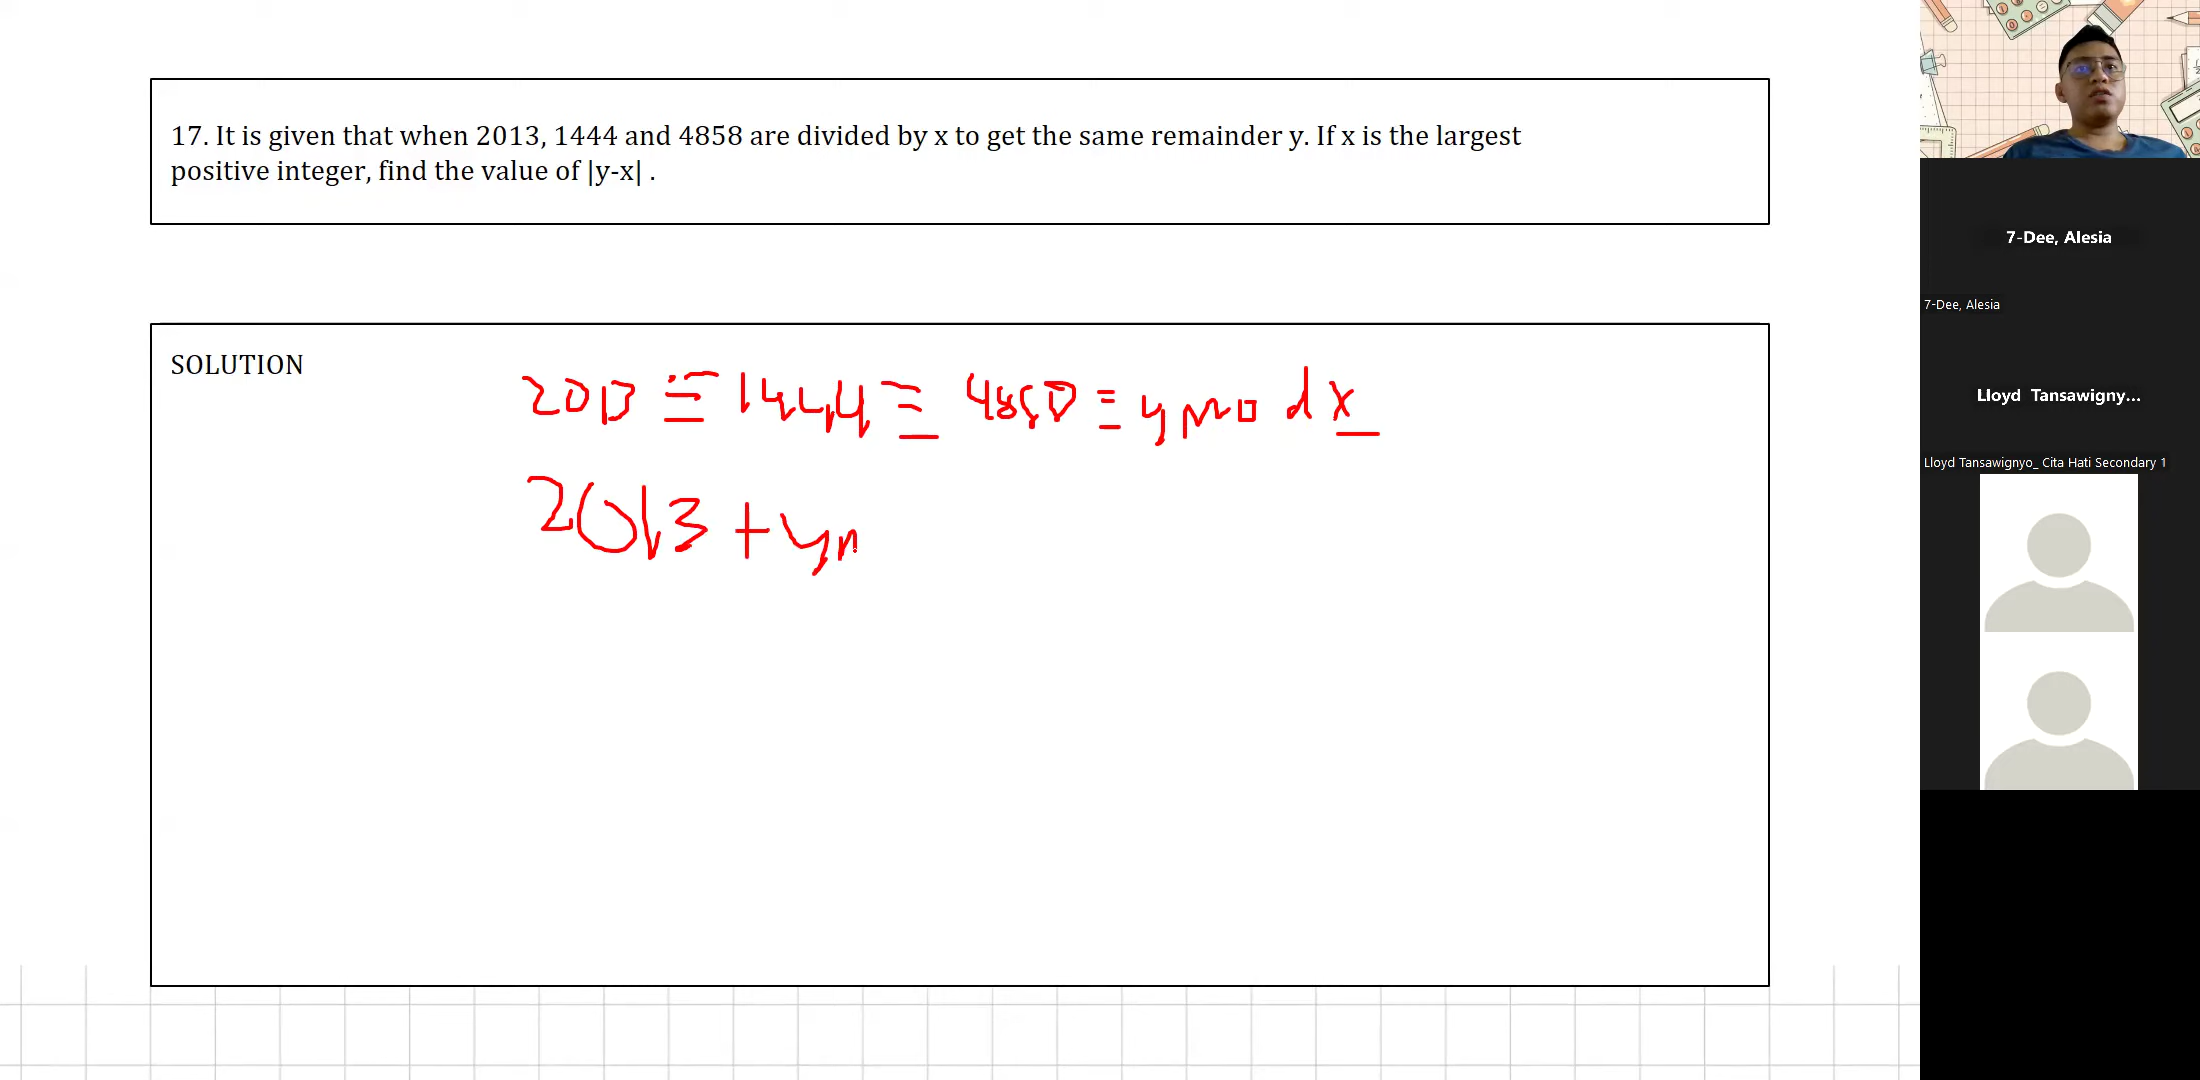 17. It is given that when 2013, 1444 and 4858 are divided by x to get the same remainder y. If x is the largest
positive integer, find the value of |y-x| .
SOLUTION
2013 ≡ 1444 ≡ 4858 ≡ y mod x
2013 + yn
7-Dee, Alesia
7-Dee, Alesia
Lloyd Tansawigny...
Lloyd Tansawignyo_ Cita Hati Secondary 1